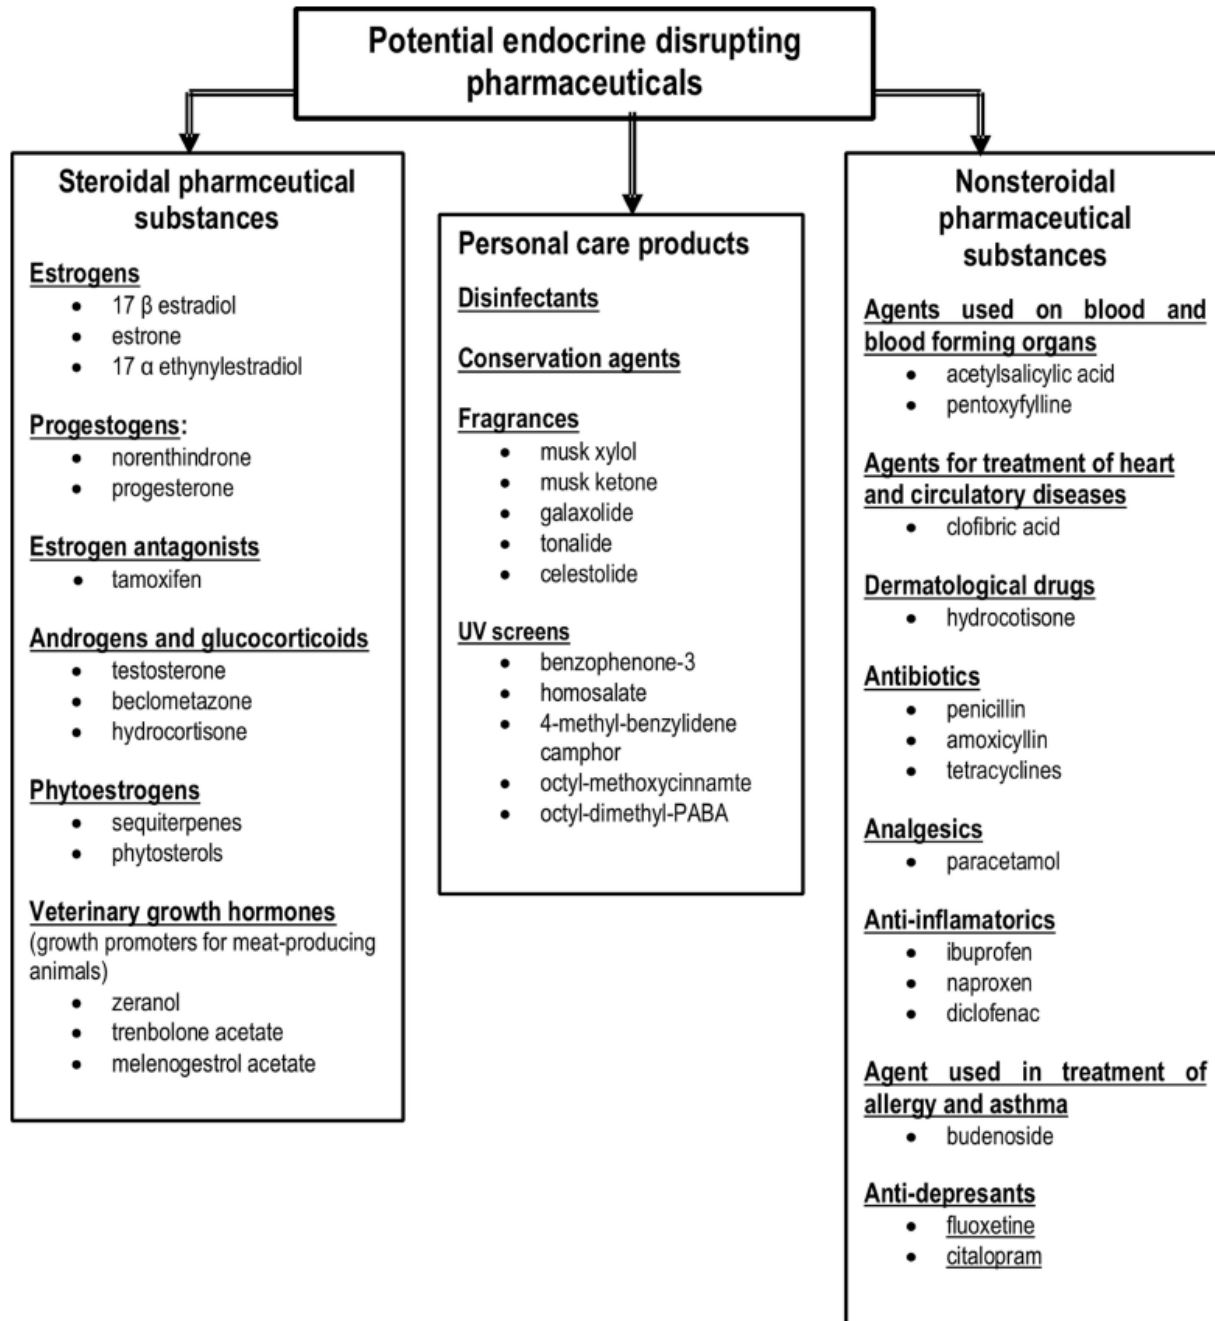 Potential endocrine disrupting
pharmaceuticals
Steroidal pharmceutical
substances
Estrogens
• 17 β estradiol
• estrone
• 17 α ethynylestradiol
Progestogens:
• norenthindrone
• progesterone
Estrogen antagonists
• tamoxifen
Androgens and glucocorticoids
• testosterone
• beclometazone
• hydrocortisone
Phytoestrogens
• sequiterpenes
• phytosterols
Veterinary growth hormones
(growth promoters for meat-producing
animals)
• zeranol
• trenbolone acetate
• melenogestrol acetate
Personal care products
Disinfectants
Conservation agents
Fragrances
• musk xylol
• musk ketone
• galaxolide
• tonalide
• celestolide
UV screens
• benzophenone-3
• homosalate
• 4-methyl-benzylidene
camphor
• octyl-methoxycinnamte
• octyl-dimethyl-PABA
Nonsteroidal
pharmaceutical
substances
Agents used on blood and
blood forming organs
• acetylsalicylic acid
• pentoxyfylline
Agents for treatment of heart
and circulatory diseases
• clofibric acid
Dermatological drugs
• hydrocotisone
Antibiotics
• penicillin
• amoxicyllin
• tetracyclines
Analgesics
• paracetamol
Anti-inflamatorics
• ibuprofen
• naproxen
• diclofenac
Agent used in treatment of
allergy and asthma
• budenoside
Anti-depresants
• fluoxetine
• citalopram